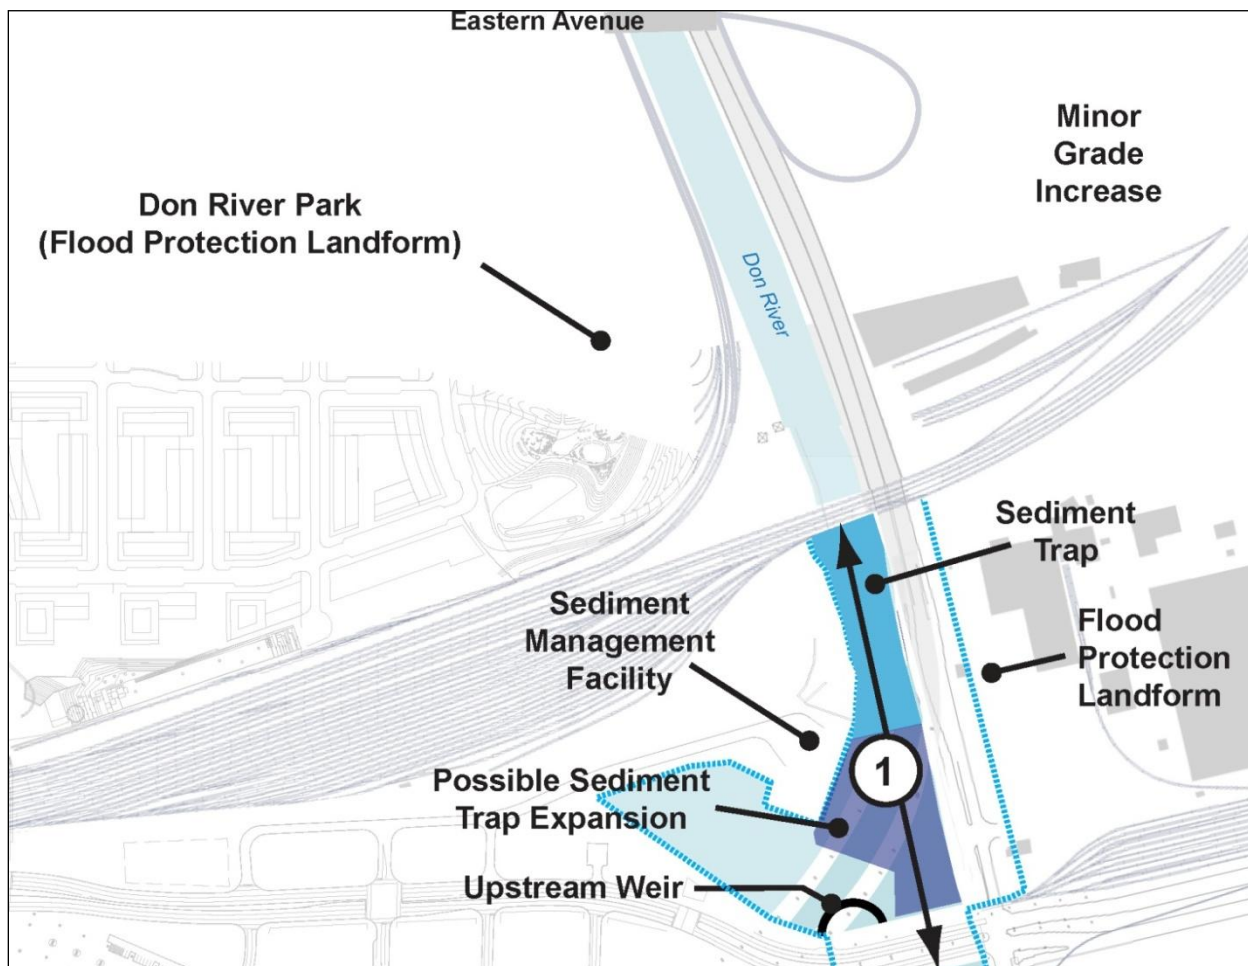 Eastern Avenue
Minor
Grade
Increase
Don River Park
(Flood Protection Landform)
Don River
Sediment
Trap
Sediment
Management
Facility
Flood
Protection
Landform
1
Possible Sediment
Trap Expansion
Upstream Weir